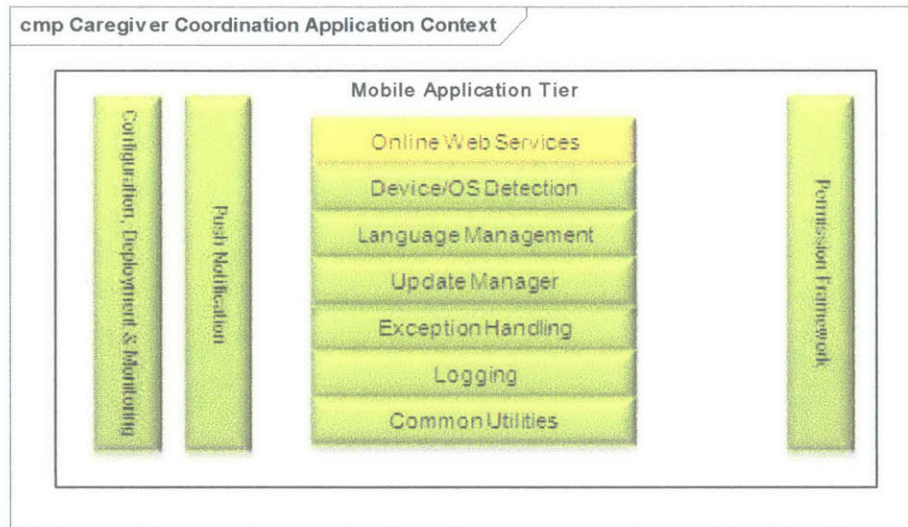 cmp Caregiver Coordination Application Context
Mobile Application Tier
Configuration, Deployment & Monitoring
Push Notification
Online Web Services
Device/OS Detection
Language Management
Update Manager
Exception Handling
Logging
Common Utilities
Permission Framework